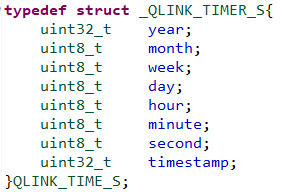 typedef struct _QLINK_TIMER_S{
uint32_t year;
uint8_t month;
uint8_t week;
uint8_t day;
uint8_t hour;
uint8_t minute;
uint8_t second;
uint32_t timestamp;
}QLINK_TIME_S;